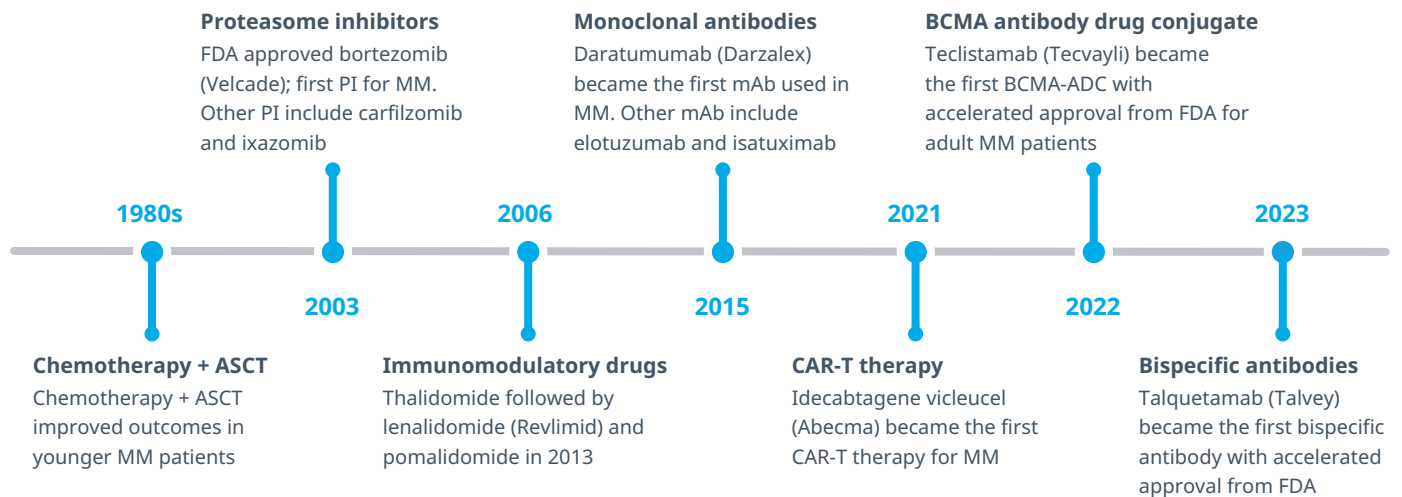 Proteasome inhibitors
FDA approved bortezomib
(Velcade); first PI for MM.
Other PI include carfilzomib
and ixazomib
Monoclonal antibodies
Daratumumab (Darzalex)
became the first mAb used in
MM. Other mAb include
elotuzumab and isatuximab
BCMA antibody drug conjugate
Teclistamab (Tecvayli) became
the first BCMA-ADC with
accelerated approval from FDA for
adult MM patients
1980s
2006
2021
2023
2003
2015
2022
Chemotherapy + ASCT
Chemotherapy + ASCT
improved outcomes in
younger MM patients
Immunomodulatory drugs
Thalidomide followed by
lenalidomide (Revlimid) and
pomalidomide in 2013
CAR-T therapy
Idecabtagene vicleucel
(Abecma) became the first
CAR-T therapy for MM
Bispecific antibodies
Talquetamab (Talvey)
became the first bispecific
antibody with accelerated
approval from FDA